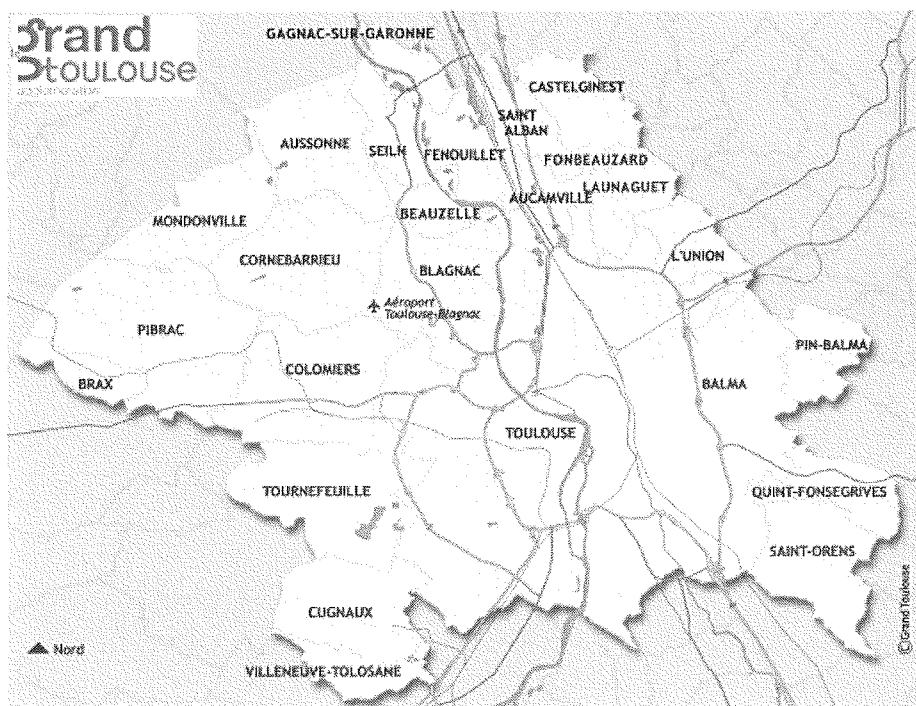 Grand
toulouse
agglomération
GAGNAC-SUR-GARONNE
CASTELGINEST
SAINT
ALBAN
AUSSONNE
SEILH
FENOUILLET
FONBEAUZARD
LAUNAGUET
AUCAMVILLE
MONDONVILLE
BEAUZELLE
CORNEBARRIEU
L'UNION
BLAGNAC
Aéroport
Toulouse-Blagnac
PIBRAC
PIN-BALMA
COLOMIERS
BRAX
BALMA
TOULOUSE
TOURNEFEUILLE
QUINT-FONSEGRIVES
SAINT-ORENS
CUGNAUX
Nord
VILLENEUVE-TOLOSANE
©Grand Toulouse